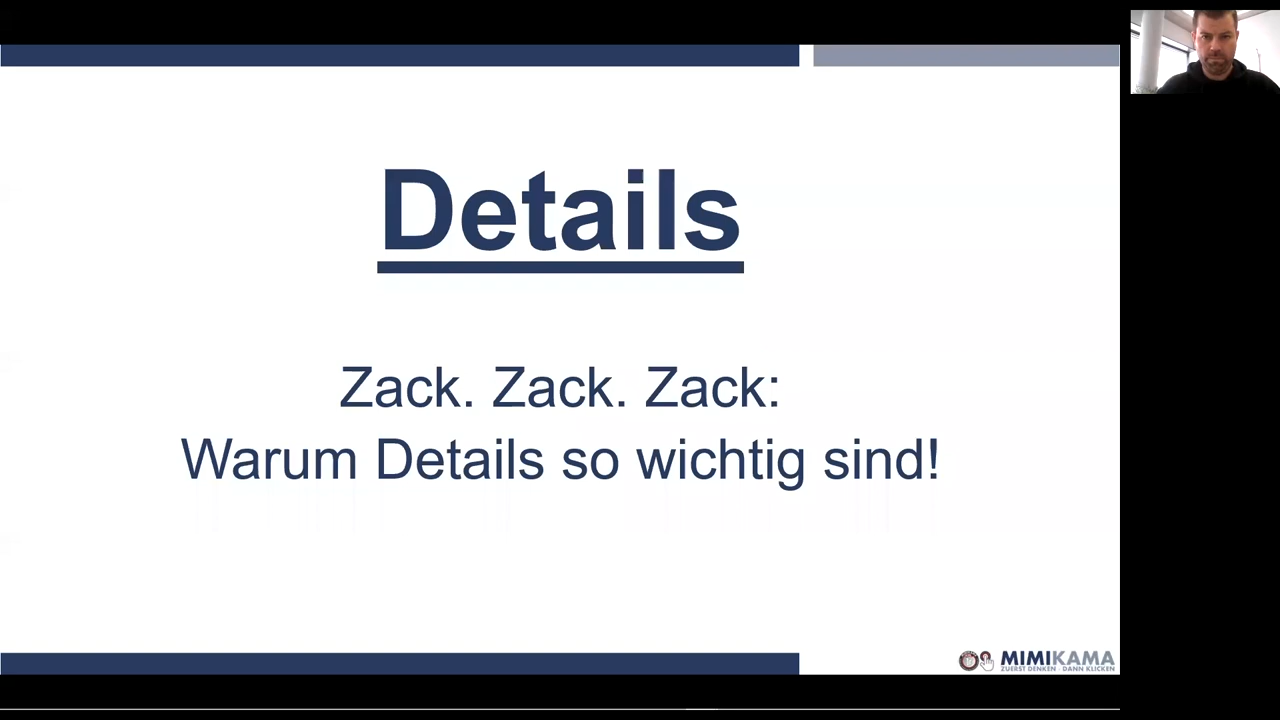 Details
Zack. Zack. Zack:
Warum Details so wichtig sind!
MIMIKAMA
ZUERST DENKEN - DANN KLICKEN